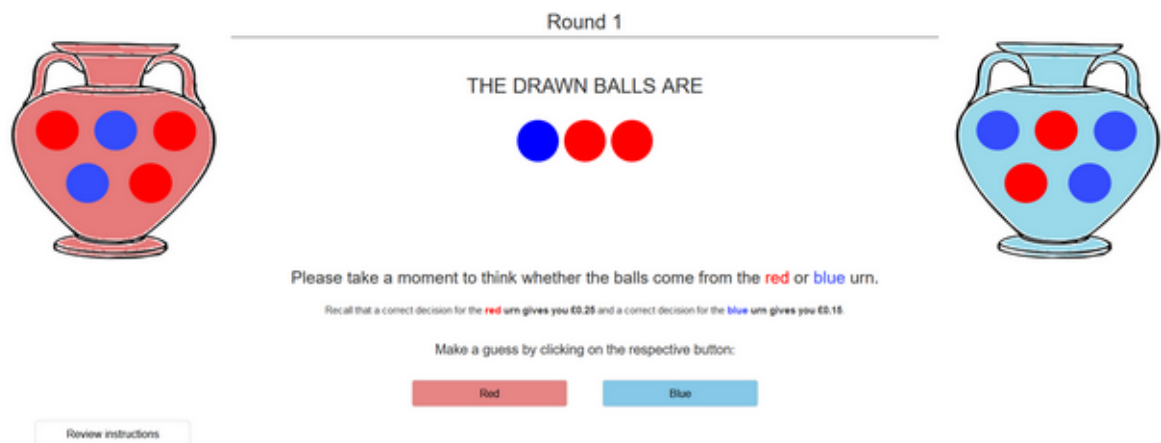 Round 1
THE DRAWN BALLS ARE
Please take a moment to think whether the balls come from the red or blue urn.
Recall that a correct decision for the red urn gives you £0.25 and a correct decision for the blue urn gives you £0.15.
Make a guess by clicking on the respective button:
Red Blue
Review instructions